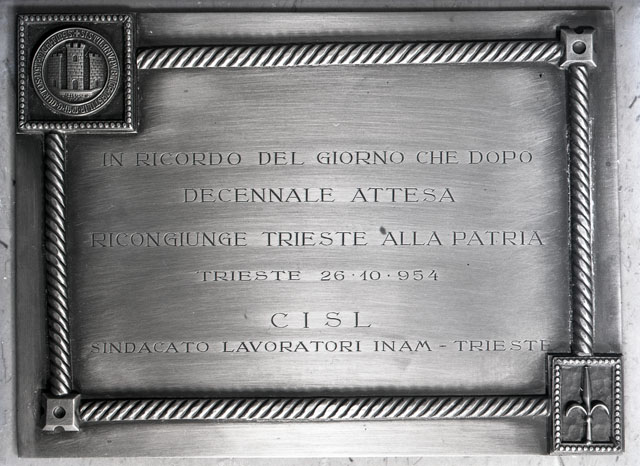 IN RICORDO DEL GIORNO CHE DOPO
DECENNALE ATTESA
RICONGIUNGE TRIESTE ALLA PATRIA
TRIESTE 26·10·954
CISL
SINDACATO LAVORATORI INAM - TRIESTE